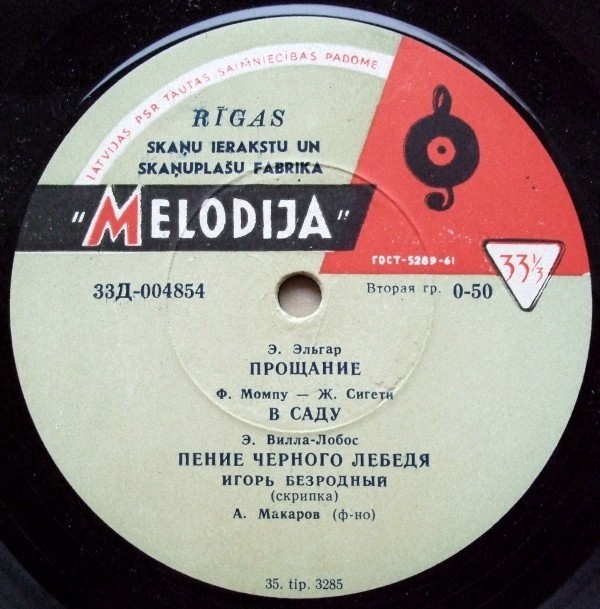 LATVIJAS PSR TAUTAS SAIMNIECĪBAS PADOME
RĪGAS
SKAŅU IERAKSTU UN
SKAŅUPLAŠU FABRIKA
"MELODIJA"
ГОСТ-5289-61
33⅓
33Д-004854
Вторая гр. 0-50
Э. Эльгар
ПРОЩАНИЕ
Ф. Момпу — Ж. Сигети
В САДУ
Э. Вилла-Лобос
ПЕНИЕ ЧЕРНОГО ЛЕБЕДЯ
ИГОРЬ БЕЗРОДНЫЙ
(скрипка)
А. Макаров (ф-но)
35. tip. 3285